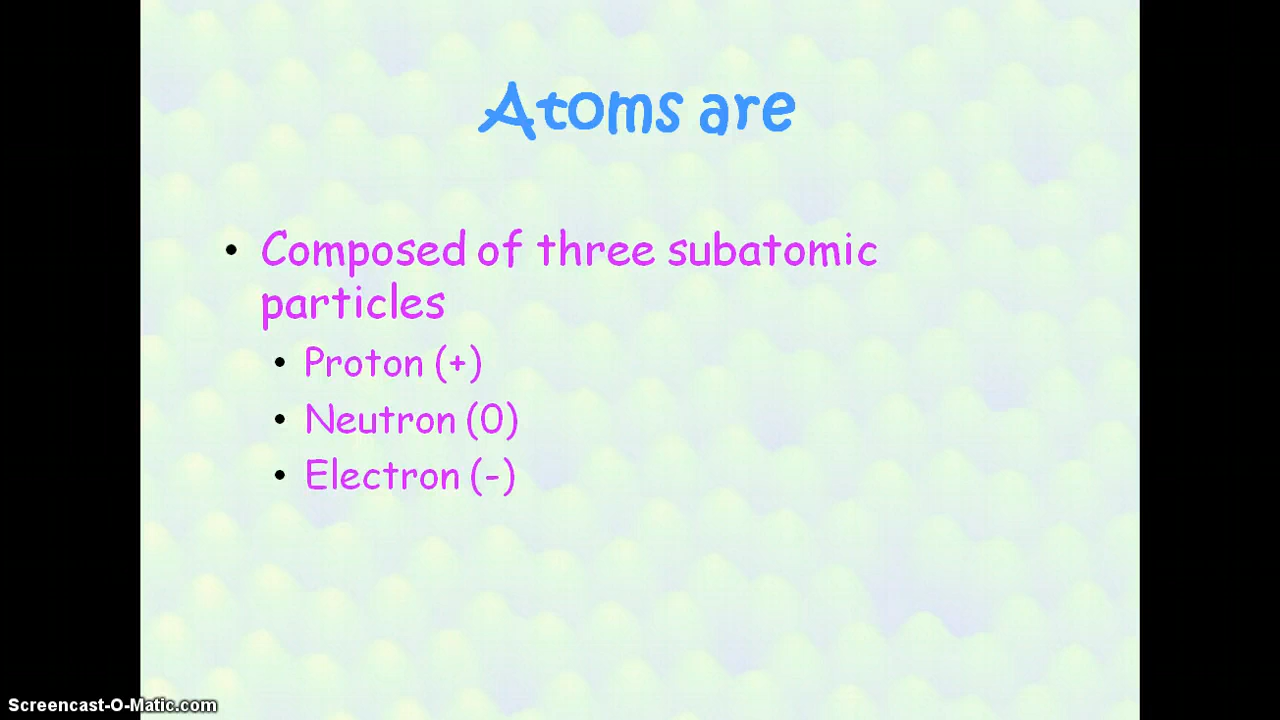 Atoms are
• Composed of three subatomic
particles
• Proton (+)
• Neutron (0)
• Electron (-)
Screencast-O-Matic.com